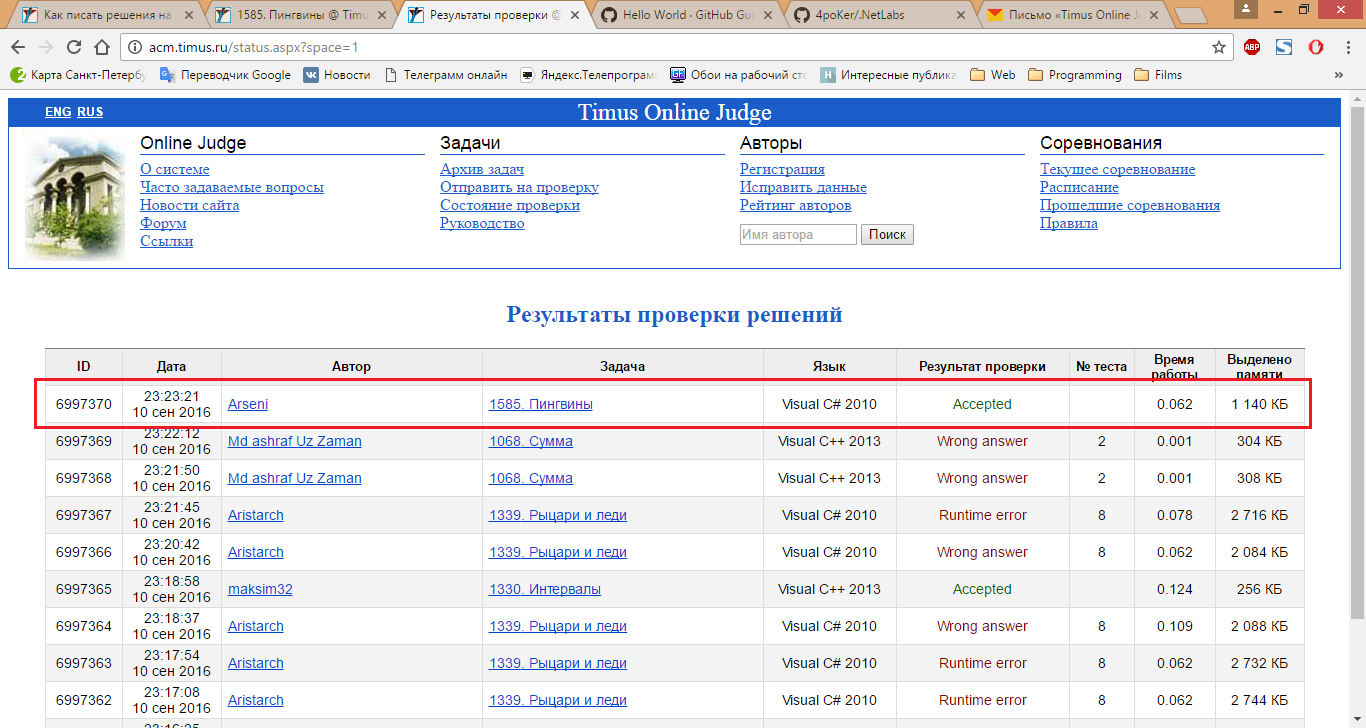 Как писать решения на
1585. Пингвины @ Timu
Результаты проверки @
Hello World · GitHub Gui
4poKer/.NetLabs
Письмо «Timus Online J
acm.timus.ru/status.aspx?space=1
ABP
Карта Санкт-Петербу
Переводчик Google
Новости
Телеграмм онлайн
Яндекс.Телепрограм
Обои на рабочий сто
Интересные публика
Web
Programming
Films
ENG RUS
Timus Online Judge
Online Judge
О системе
Часто задаваемые вопросы
Новости сайта
Форум
Ссылки
Задачи
Архив задач
Отправить на проверку
Состояние проверки
Руководство
Авторы
Регистрация
Исправить данные
Рейтинг авторов
Имя автора Поиск
Соревнования
Текущее соревнование
Расписание
Прошедшие соревнования
Правила
Результаты проверки решений
ID Дата Автор Задача Язык Результат проверки № теста Время работы Выделено памяти
6997370 23:23:21 10 сен 2016 Arseni 1585. Пингвины Visual C# 2010 Accepted 0.062 1 140 КБ
6997369 23:22:12 10 сен 2016 Md ashraf Uz Zaman 1068. Сумма Visual C++ 2013 Wrong answer 2 0.001 304 КБ
6997368 23:21:50 10 сен 2016 Md ashraf Uz Zaman 1068. Сумма Visual C++ 2013 Wrong answer 2 0.001 308 КБ
6997367 23:21:45 10 сен 2016 Aristarch 1339. Рыцари и леди Visual C# 2010 Runtime error 8 0.078 2 716 КБ
6997366 23:20:42 10 сен 2016 Aristarch 1339. Рыцари и леди Visual C# 2010 Wrong answer 8 0.062 2 084 КБ
6997365 23:18:58 10 сен 2016 maksim32 1330. Интервалы Visual C++ 2013 Accepted 0.124 256 КБ
6997364 23:18:37 10 сен 2016 Aristarch 1339. Рыцари и леди Visual C# 2010 Wrong answer 8 0.109 2 088 КБ
6997363 23:17:54 10 сен 2016 Aristarch 1339. Рыцари и леди Visual C# 2010 Runtime error 8 0.062 2 732 КБ
6997362 23:17:08 10 сен 2016 Aristarch 1339. Рыцари и леди Visual C# 2010 Runtime error 8 0.062 2 744 КБ